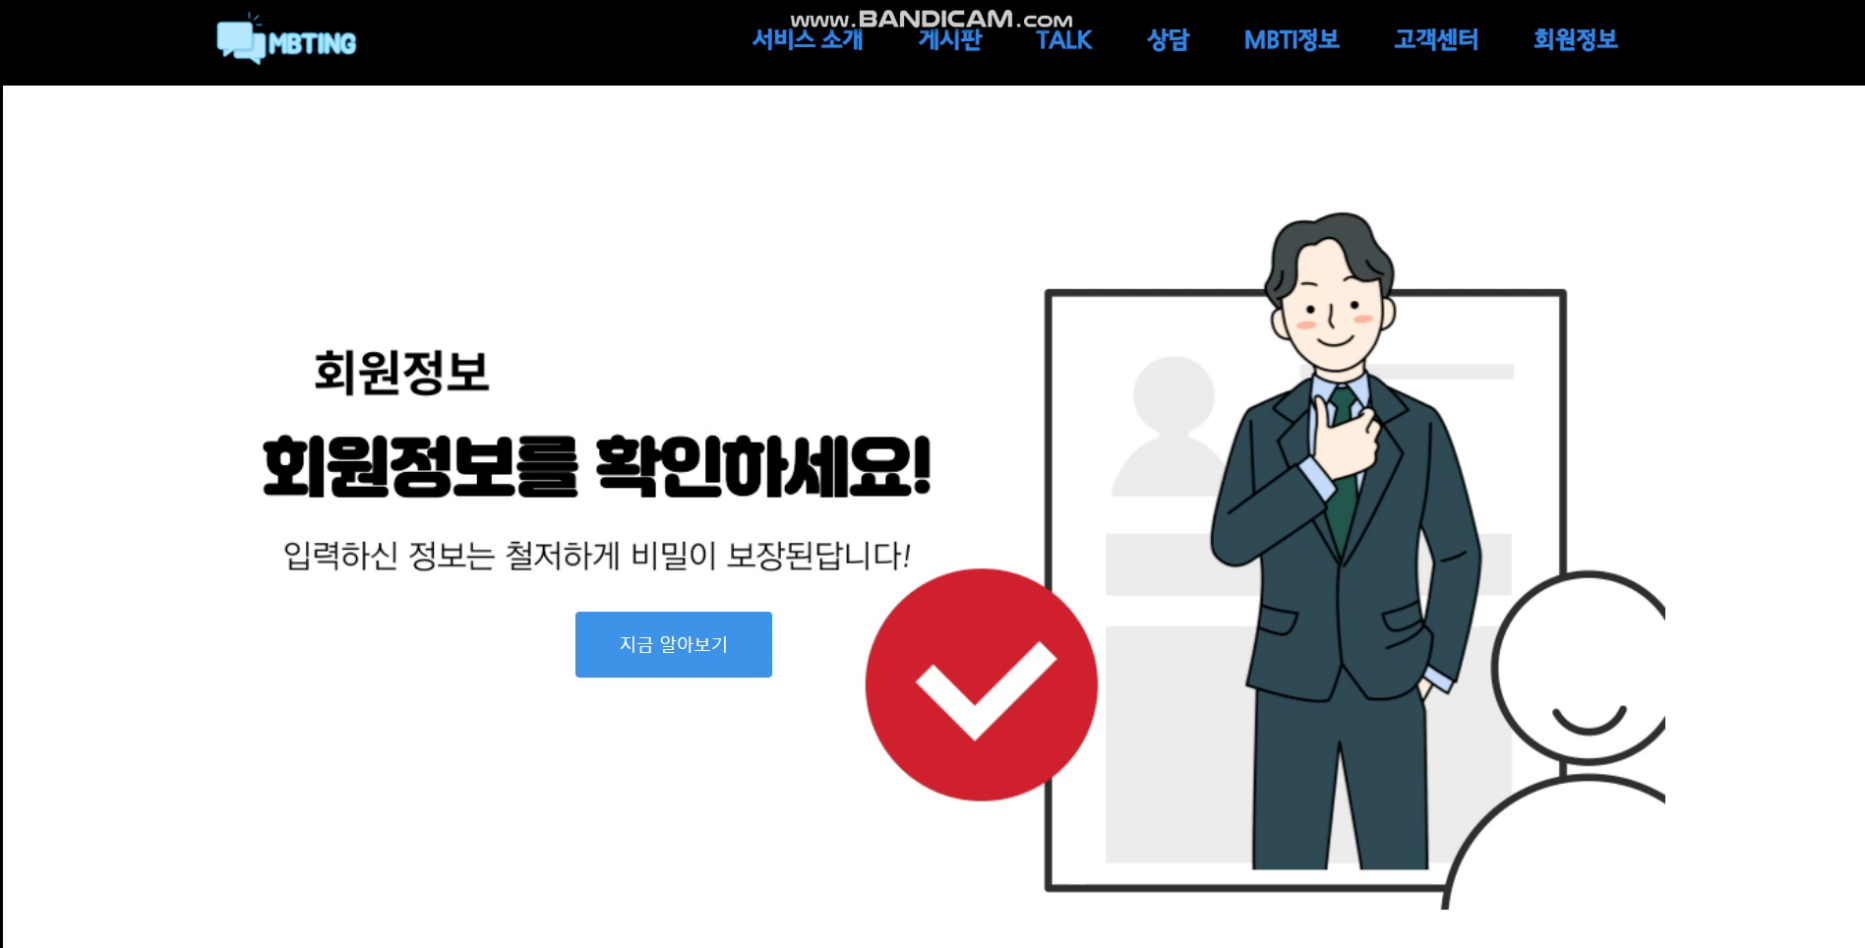 www.BANDICAM.com
MBTING
서비스 소개 게시판 TALK 상담 MBTI정보 고객센터 회원정보
회원정보
회원정보를 확인하세요!
입력하신 정보는 철저하게 비밀이 보장된답니다!
지금 알아보기